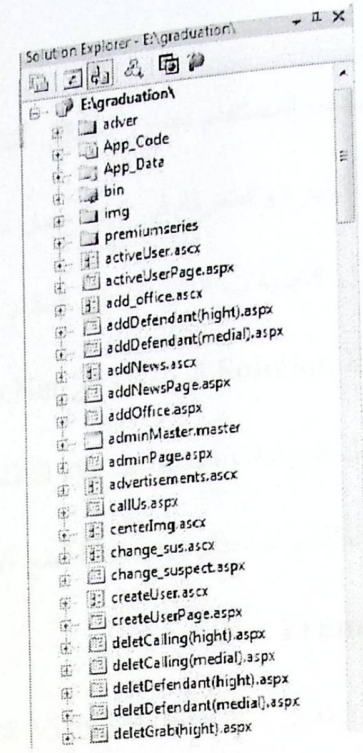 Solution Explorer - E:\graduation\
E:\graduation\
adver
App_Code
App_Data
bin
img
premiumseries
activeUser.ascx
activeUserPage.aspx
add_office.ascx
addDefendant(hight).aspx
addDefendant(medial).aspx
addNews.ascx
addNewsPage.aspx
addOffice.aspx
adminMaster.master
adminPage.aspx
advertisements.ascx
callUs.aspx
centerImg.ascx
change_sus.ascx
change_suspect.aspx
createUser.ascx
createUserPage.aspx
deletCalling(hight).aspx
deletCalling(medial).aspx
deletDefendant(hight).aspx
deletDefendant(medial).aspx
deletGrab(hight).aspx